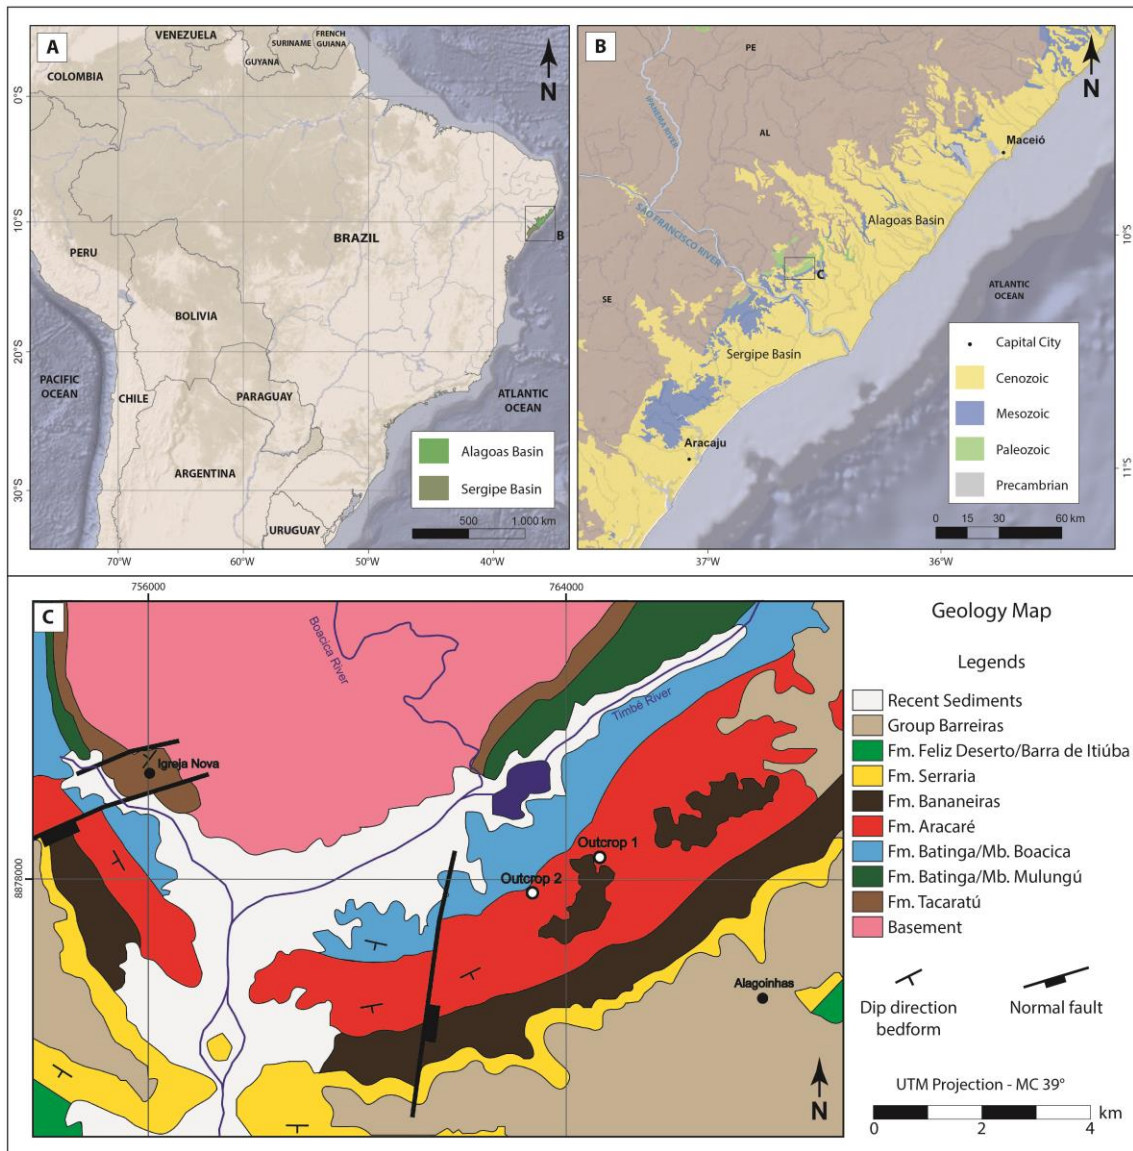 A
VENEZUELA
SURINAME
FRENCH
GUIANA
GUYANA
COLOMBIA
N
0°S
10°S
20°S
30°S
PERU
BRAZIL
B
BOLIVIA
PACIFIC
OCEAN
CHILE
PARAGUAY
ATLANTIC
OCEAN
ARGENTINA
URUGUAY
Alagoas Basin
Sergipe Basin
500
1.000 km
70°W
60°W
50°W
40°W
B
PE
N
IPANEMA RIVER
AL
Maceió
SÃO FRANCISCO RIVER
Alagoas Basin
10°S
C
SE
ATLANTIC
OCEAN
Sergipe Basin
Aracaju
Capital City
Cenozoic
Mesozoic
Paleozoic
Precambrian
11°S
0
15
30
60 km
37°W
36°W
756000
764000
C
Boacica River
Timbé River
Igreja Nova
8878000
Outcrop 1
Outcrop 2
Alagoinhas
N
Geology Map
Legends
Recent Sediments
Group Barreiras
Fm. Feliz Deserto/Barra de Itiúba
Fm. Serraria
Fm. Bananeiras
Fm. Aracaré
Fm. Batinga/Mb. Boacica
Fm. Batinga/Mb. Mulungú
Fm. Tacaratú
Basement
Dip direction
bedform
Normal fault
UTM Projection - MC 39°
km
0
2
4